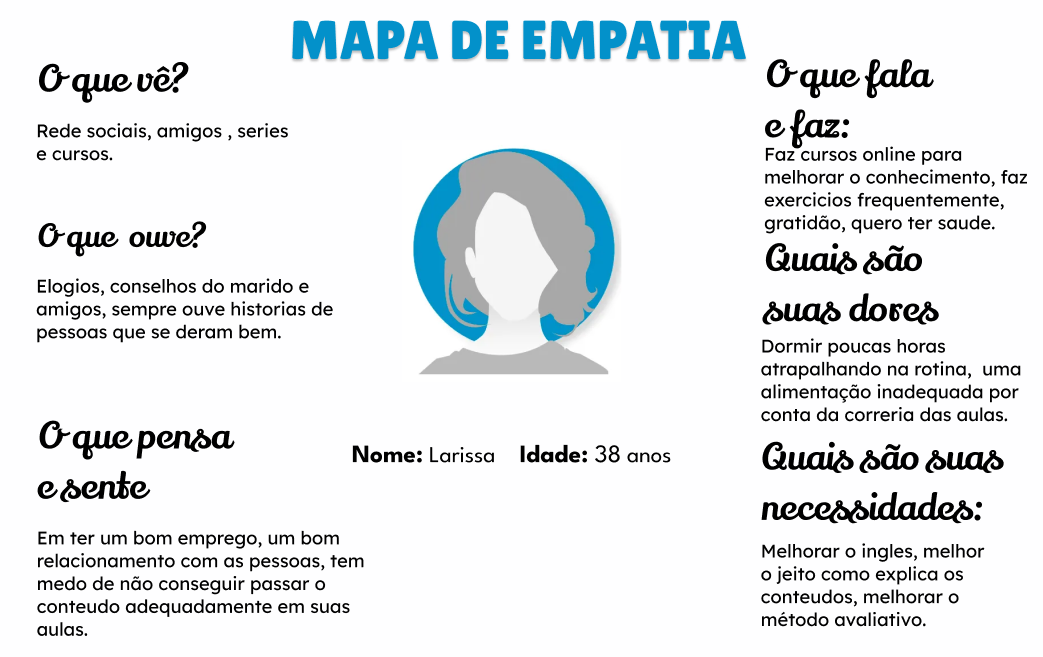 MAPA DE EMPATIA
O que vê?
Rede sociais, amigos , series
e cursos.
O que ouve?
Elogios, conselhos do marido e
amigos, sempre ouve historias de
pessoas que se deram bem.
O que pensa
e sente
Em ter um bom emprego, um bom
relacionamento com as pessoas, tem
medo de não conseguir passar o
conteudo adequadamente em suas
aulas.
Nome: Larissa Idade: 38 anos
O que fala
e faz:
Faz cursos online para
melhorar o conhecimento, faz
exercicios frequentemente,
gratidão, quero ter saude.
Quais são
suas dores
Dormir poucas horas
atrapalhando na rotina, uma
alimentação inadequada por
conta da correria das aulas.
Quais são suas
necessidades:
Melhorar o ingles, melhor
o jeito como explica os
conteudos, melhorar o
método avaliativo.